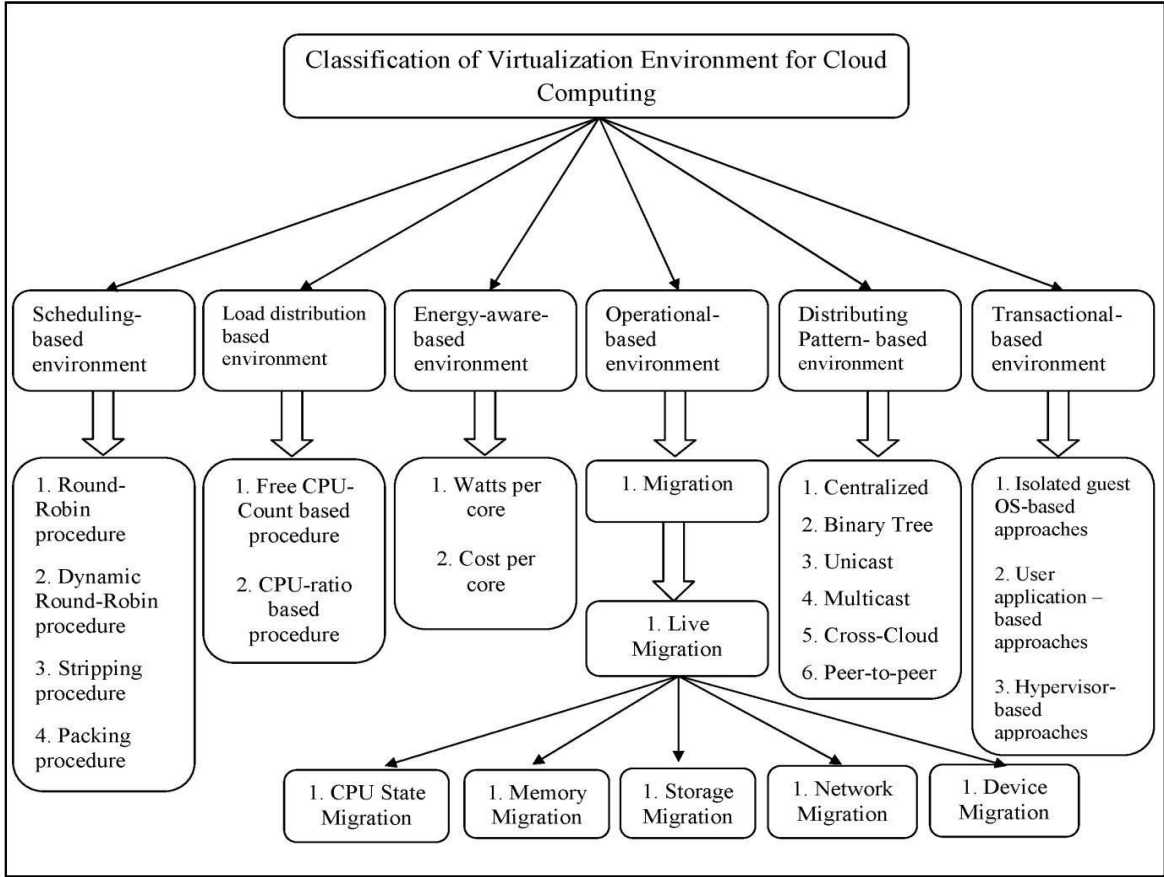 Classification of Virtualization Environment for Cloud
Computing
Scheduling-
based
environment
Load distribution
based
environment
Energy-aware-
based
environment
Operational-
based
environment
Distributing
Pattern- based
environment
Transactional-
based
environment
1. Round-
Robin
procedure
2. Dynamic
Round-Robin
procedure
3. Stripping
procedure
4. Packing
procedure
1. Free CPU-
Count based
procedure
2. CPU-ratio
based
procedure
1. Watts per
core
2. Cost per
core
1. Migration
1. Live
Migration
1. Centralized
2. Binary Tree
3. Unicast
4. Multicast
5. Cross-Cloud
6. Peer-to-peer
1. Isolated guest
OS-based
approaches
2. User
application –
based
approaches
3. Hypervisor-
based
approaches
1. CPU State
Migration
1. Memory
Migration
1. Storage
Migration
1. Network
Migration
1. Device
Migration